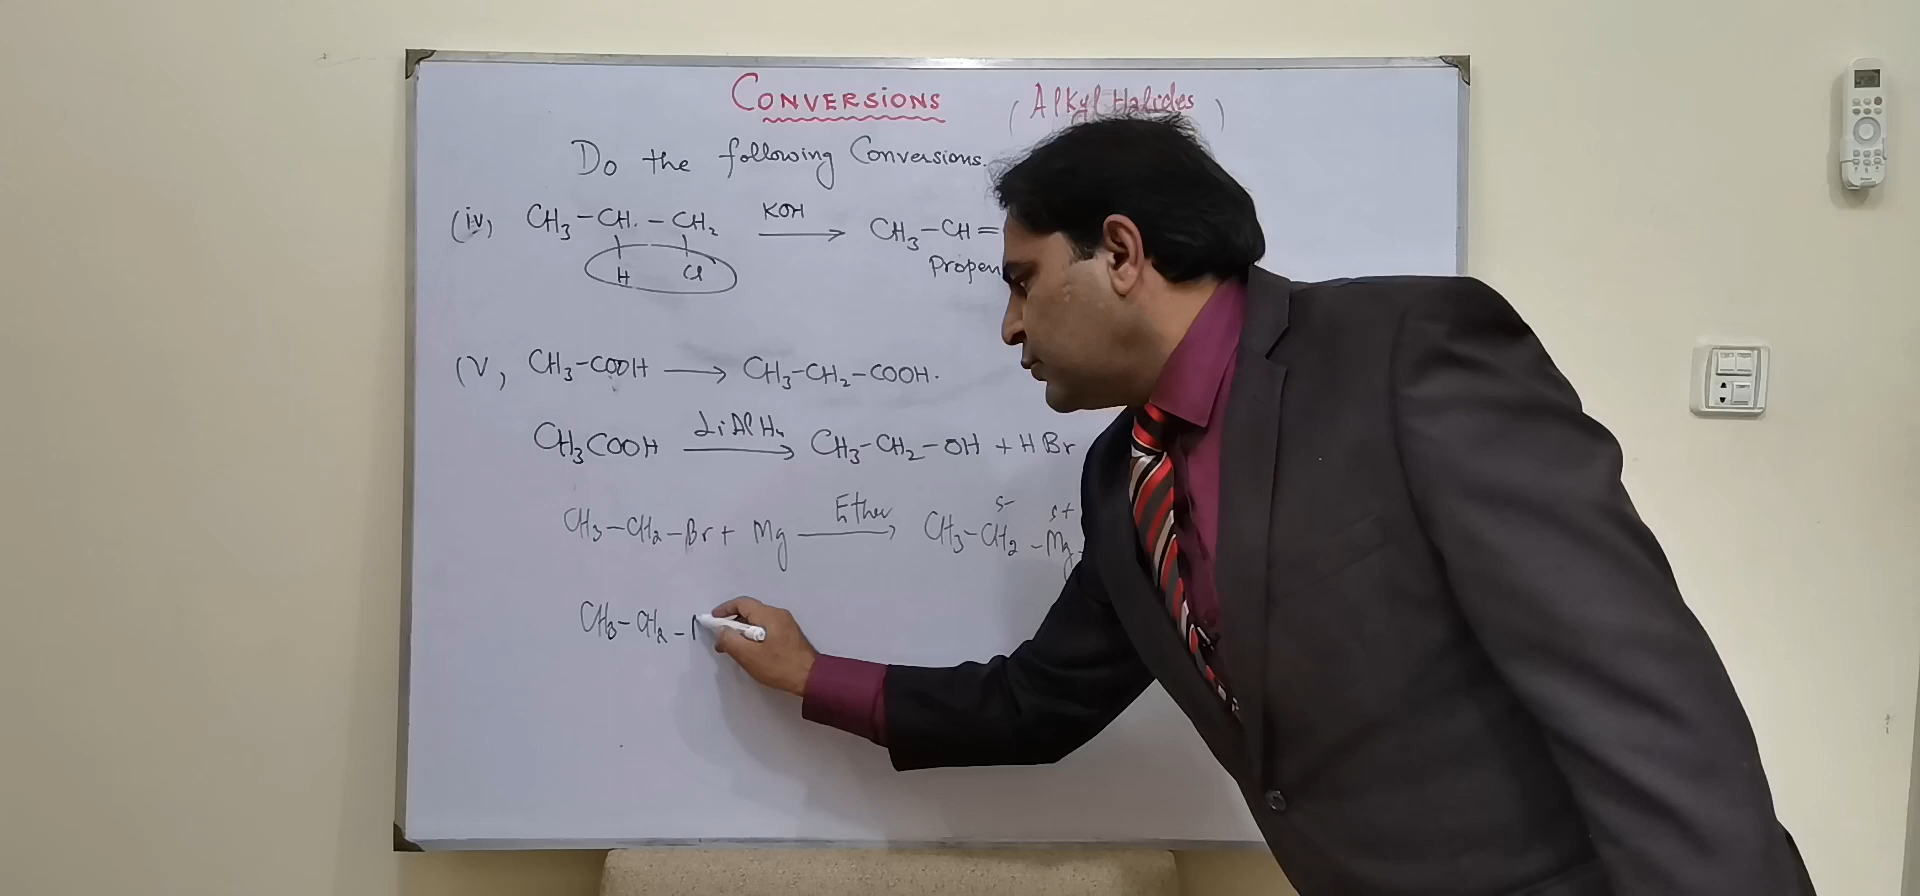 CONVERSIONS (Alkyl Halides)
Do the following Conversions.
(iv) CH3-CH-CH2 KOH → CH3-CH=
H Cl Propen
(V) CH3-COOH → CH3-CH2-COOH.
CH3COOH LiAlH4 → CH3-CH2-OH + HBr
CH3-CH2-Br + Mg Ether → CH3-CH2-Mg
δ- δ+
CH3-CH2-